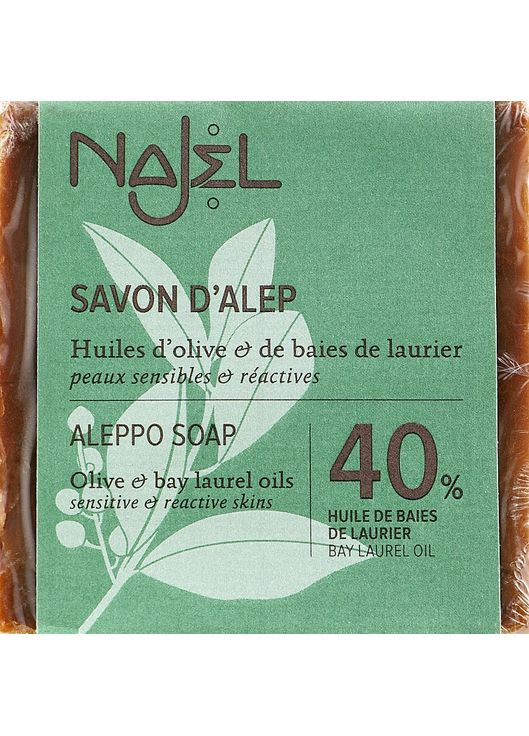 NAJEL
SAVON D'ALEP
Huiles d'olive & de baies de laurier
peaux sensibles & réactives
ALEPPO SOAP
Olive & bay laurel oils
sensitive & reactive skins
40%
HUILE DE BAIES
DE LAURIER
BAY LAUREL OIL